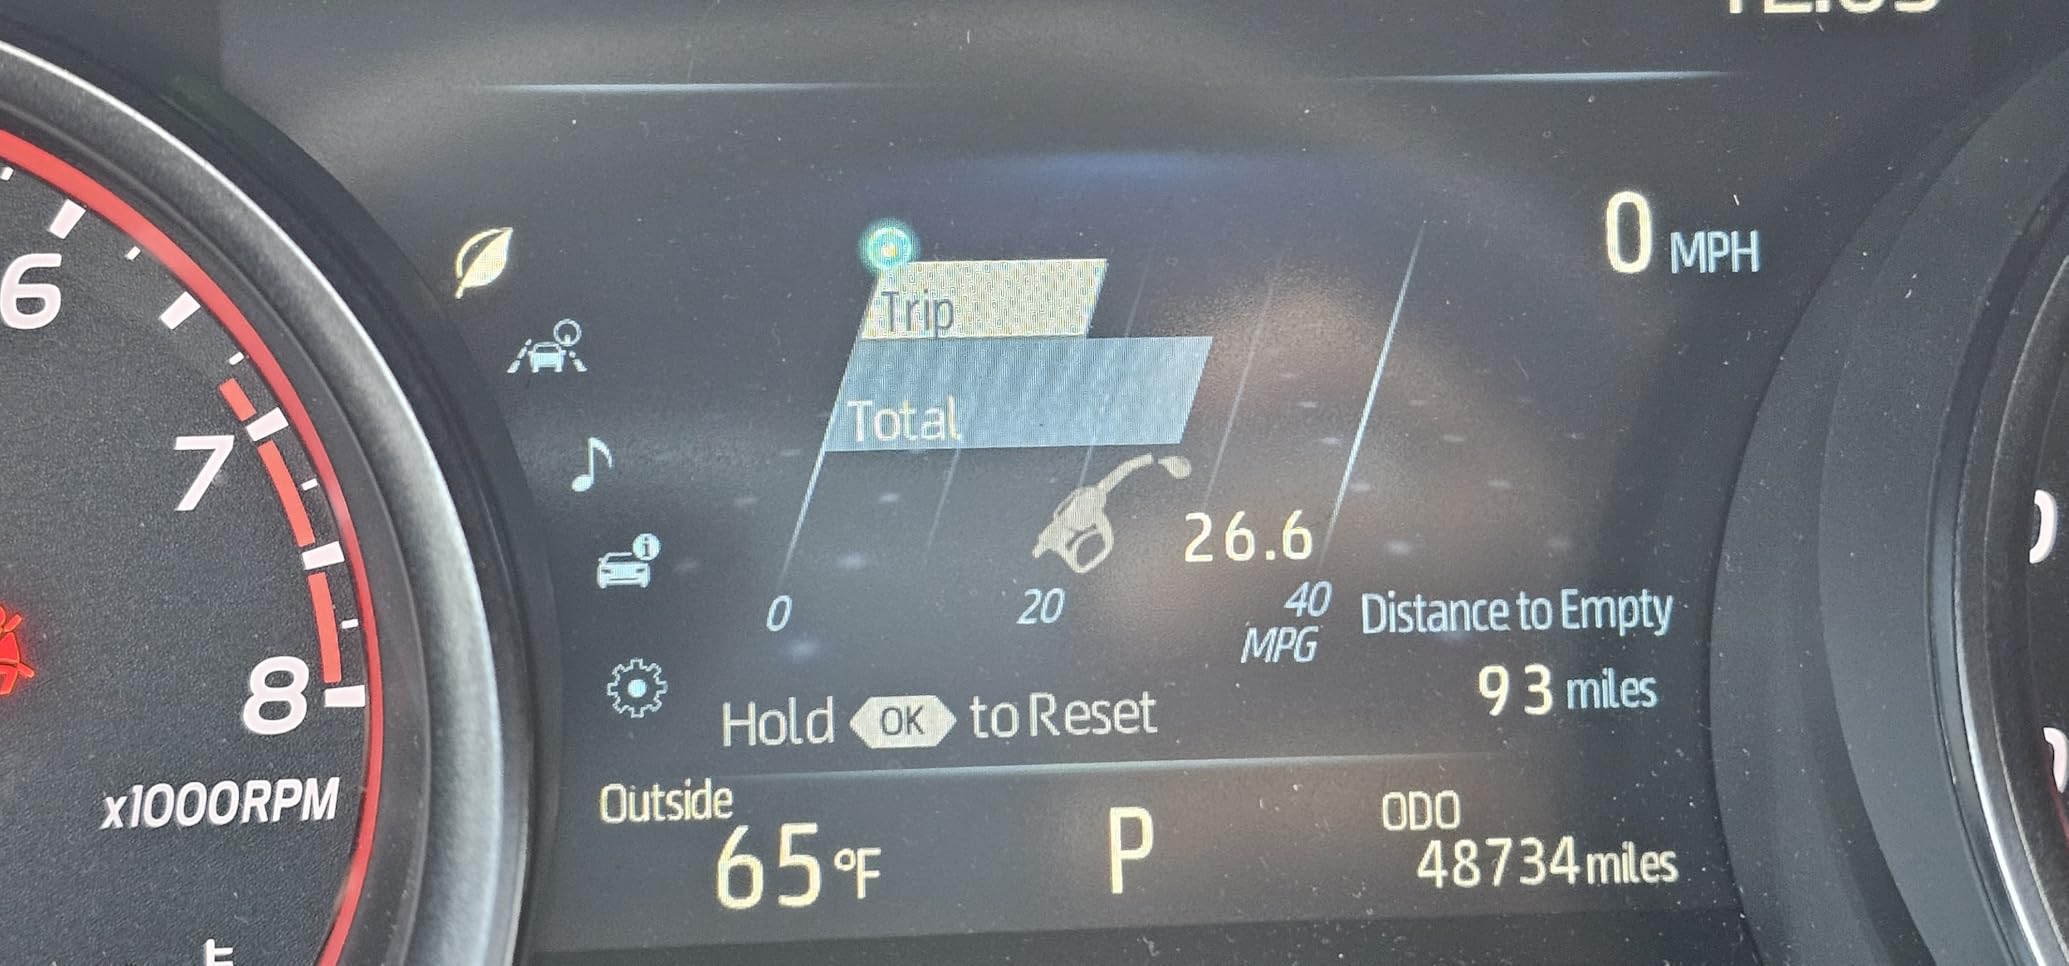 0 MPH
6
Trip
Total
7
26.6
0 20 40
MPG
Distance to Empty
93 miles
8
Hold OK to Reset
x1000RPM
Outside
65°F
P
ODO
48734 miles